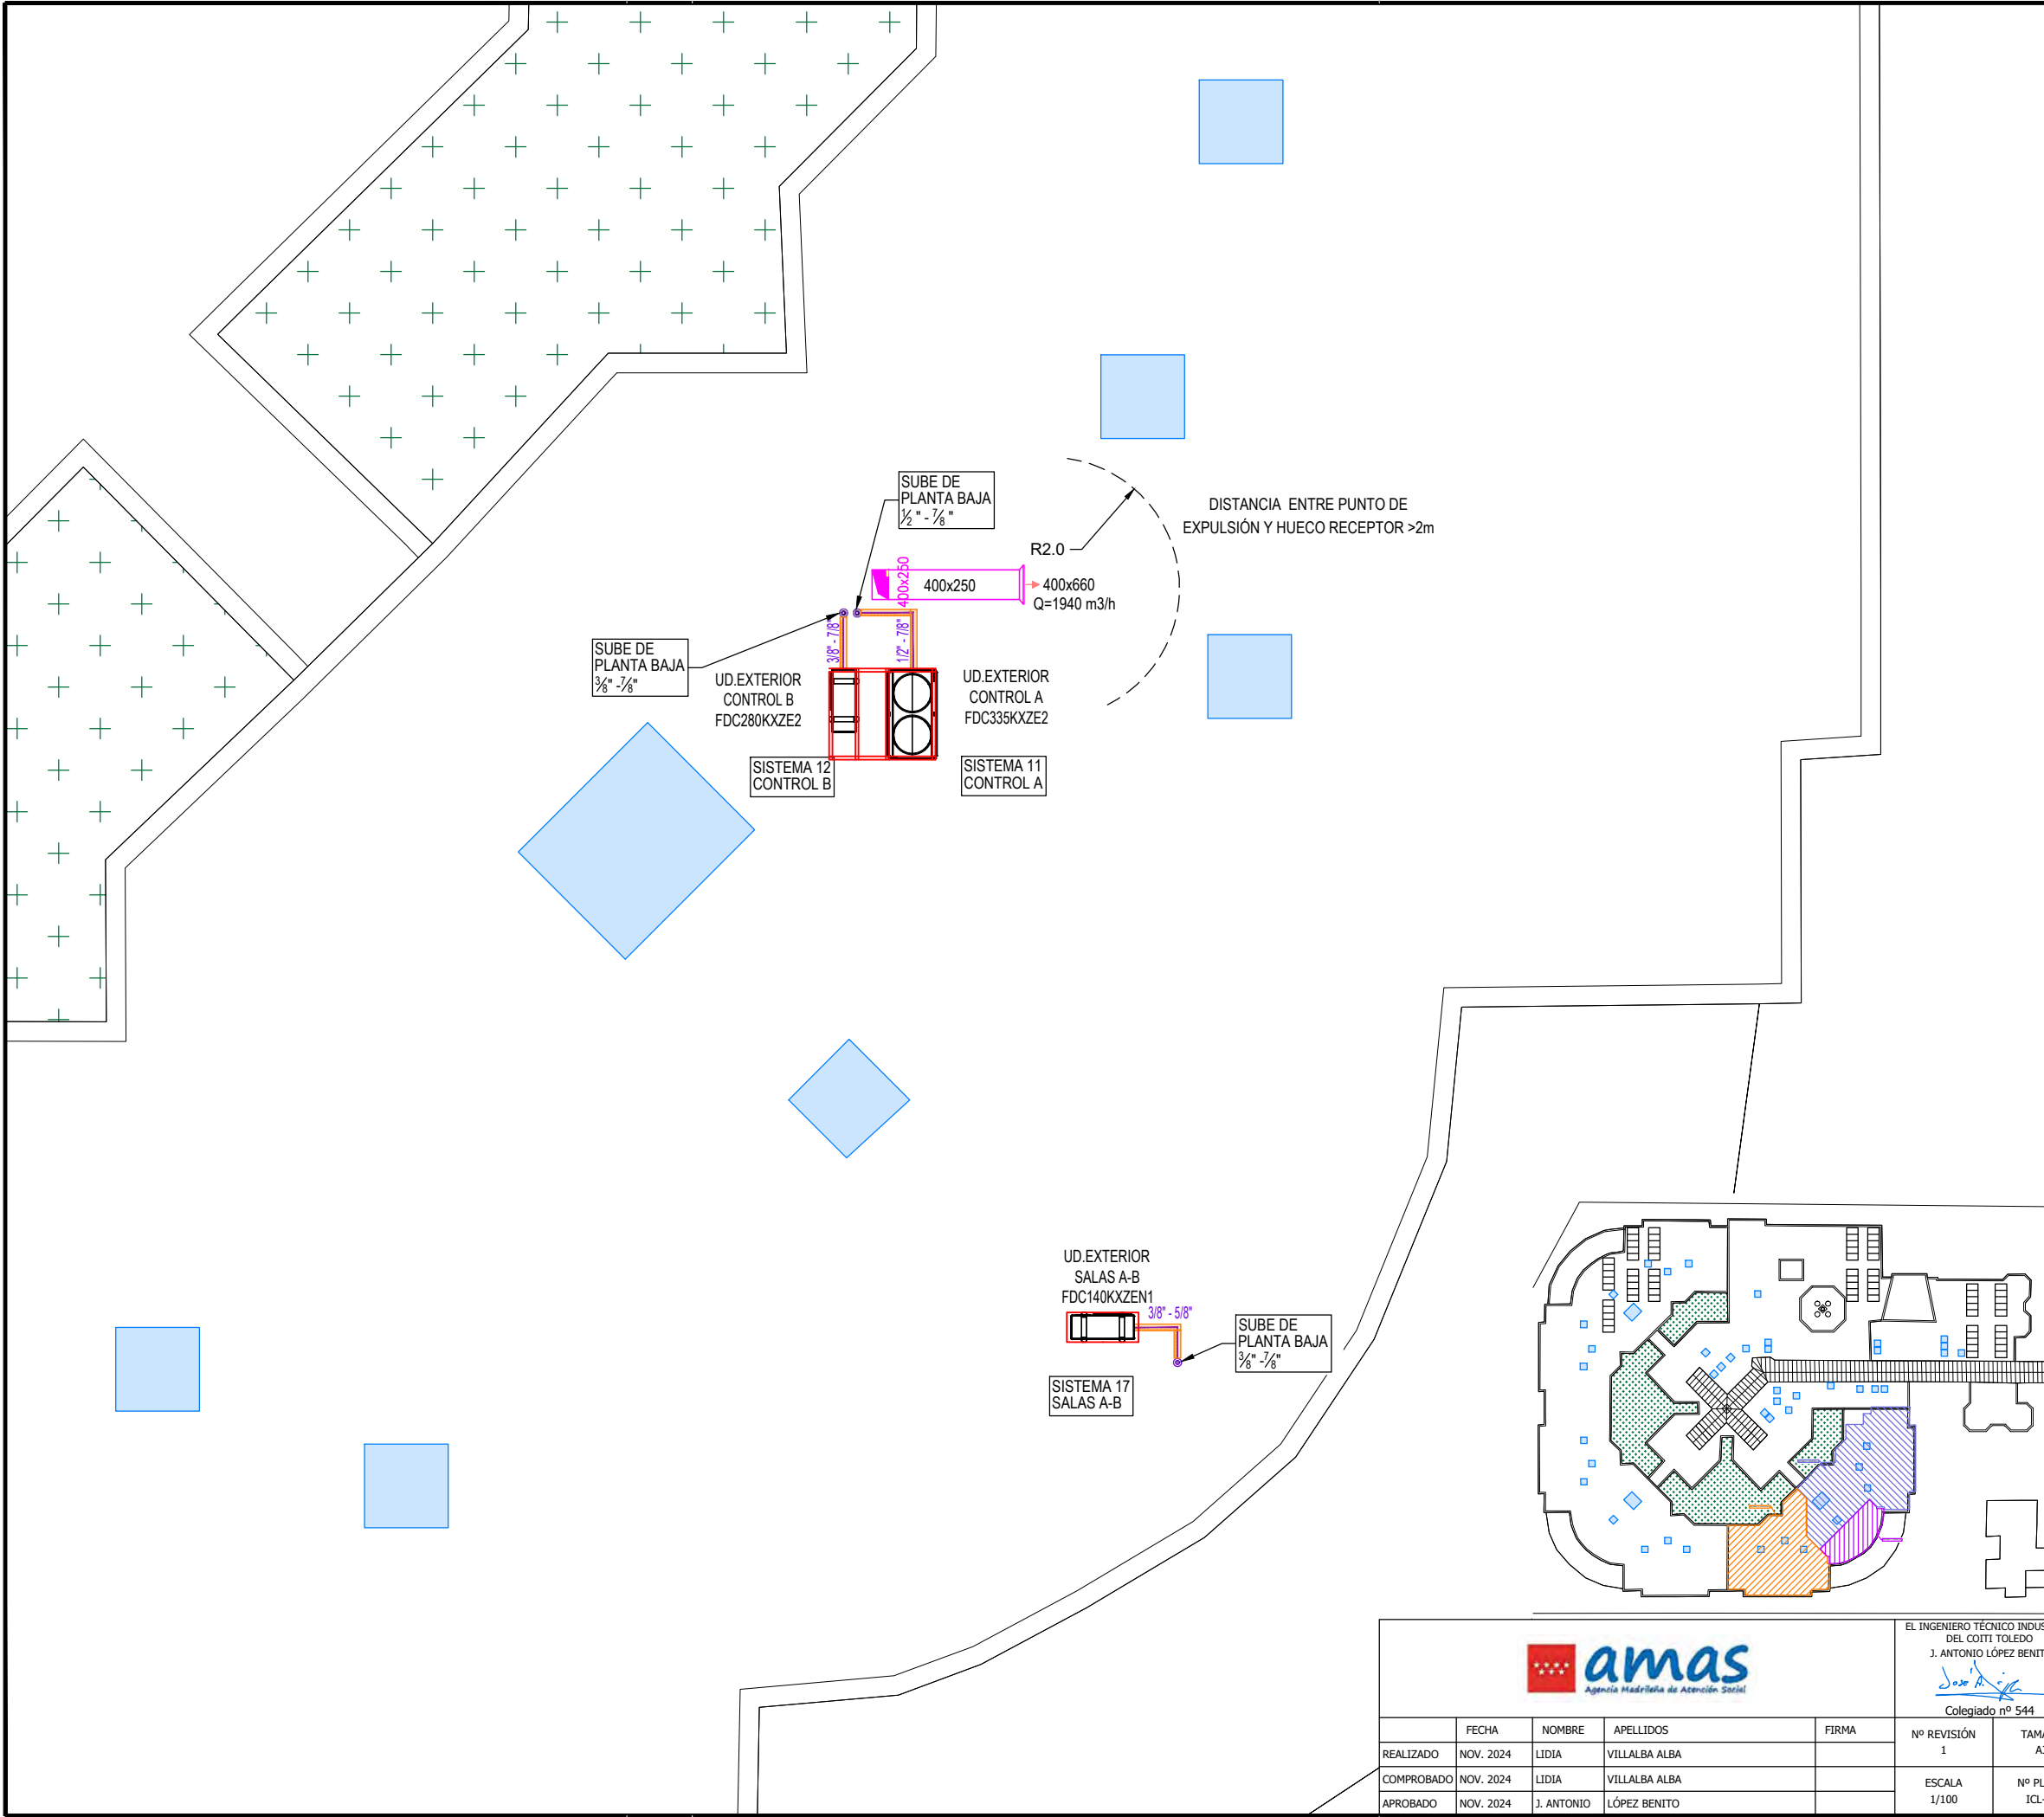 SUBE DE
PLANTA BAJA
½ " - ⅞ "
DISTANCIA ENTRE PUNTO DE
EXPULSIÓN Y HUECO RECEPTOR >2m
R2.0
400x250
400x250
400x660
Q=1940 m3/h
3/8" - 7/8"
1/2" - 7/8"
SUBE DE
PLANTA BAJA
⅜" -⅞"
UD.EXTERIOR
CONTROL B
FDC280KXZE2
UD.EXTERIOR
CONTROL A
FDC335KXZE2
SISTEMA 12
CONTROL B
SISTEMA 11
CONTROL A
UD.EXTERIOR
SALAS A-B
FDC140KXZEN1
3/8" - 5/8"
SUBE DE
PLANTA BAJA
⅜" -⅞"
SISTEMA 17
SALAS A-B
amas
Agencia Madrileña de Atención Social
EL INGENIERO TÉCNICO INDUS
DEL COITI TOLEDO
J. ANTONIO LÓPEZ BENIT
Colegiado nº 544
FECHA NOMBRE APELLIDOS FIRMA
REALIZADO NOV. 2024 LIDIA VILLALBA ALBA
COMPROBADO NOV. 2024 LIDIA VILLALBA ALBA
APROBADO NOV. 2024 J. ANTONIO LÓPEZ BENITO
Nº REVISIÓN
1
ESCALA
1/100
Nº PL
ICL-